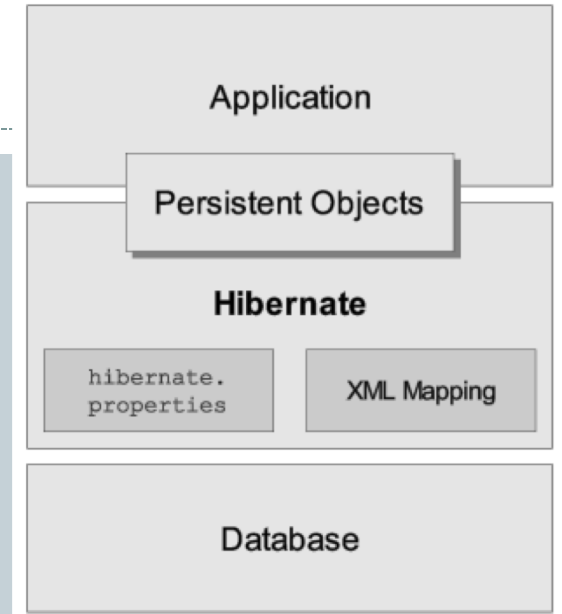 Application
Persistent Objects
Hibernate
hibernate.
properties
XML Mapping
Database